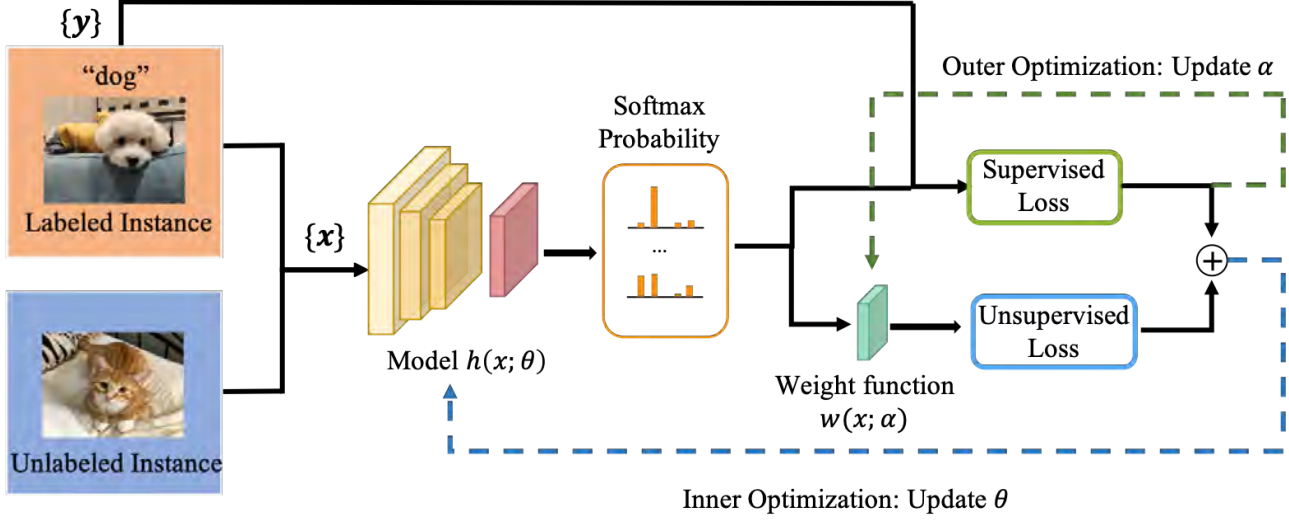 {y}
“dog”
Labeled Instance
{x}
Unlabeled Instance
Model h(x; θ)
Softmax
Probability
...
Outer Optimization: Update α
Supervised
Loss
+
Unsupervised
Loss
Weight function
w(x; α)
Inner Optimization: Update θ